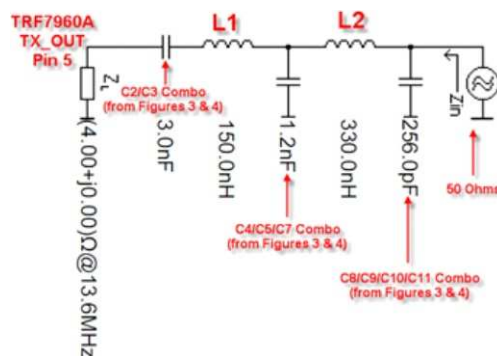 TRF7960A
TX_OUT
Pin 5
L1
L2
ZL
C2/C3 Combo
(from Figures 3 & 4)
Zin
(4.00+j0.00)Ω@13.6MHz
3.0nF
150.0nH
1.2nF
330.0nH
256.0pF
50 Ohms
C4/C5/C7 Combo
(from Figures 3 & 4)
C8/C9/C10/C11 Combo
(from Figures 3 & 4)